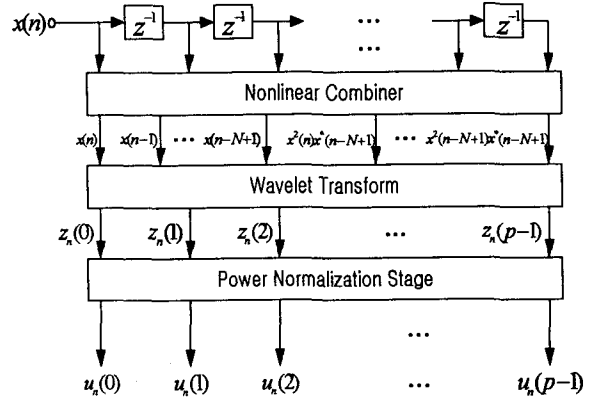 x(n) z⁻¹ z⁻¹ ... z⁻¹
...
Nonlinear Combiner
x(n) x(n−1) ... x(n−N+1) x²(n)x*(n−N+1) ... x²(n−N+1)x*(n−N+1)
Wavelet Transform
zₙ(0) zₙ(1) zₙ(2) ... zₙ(p−1)
Power Normalization Stage
...
uₙ(0) uₙ(1) uₙ(2) ... uₙ(p−1)